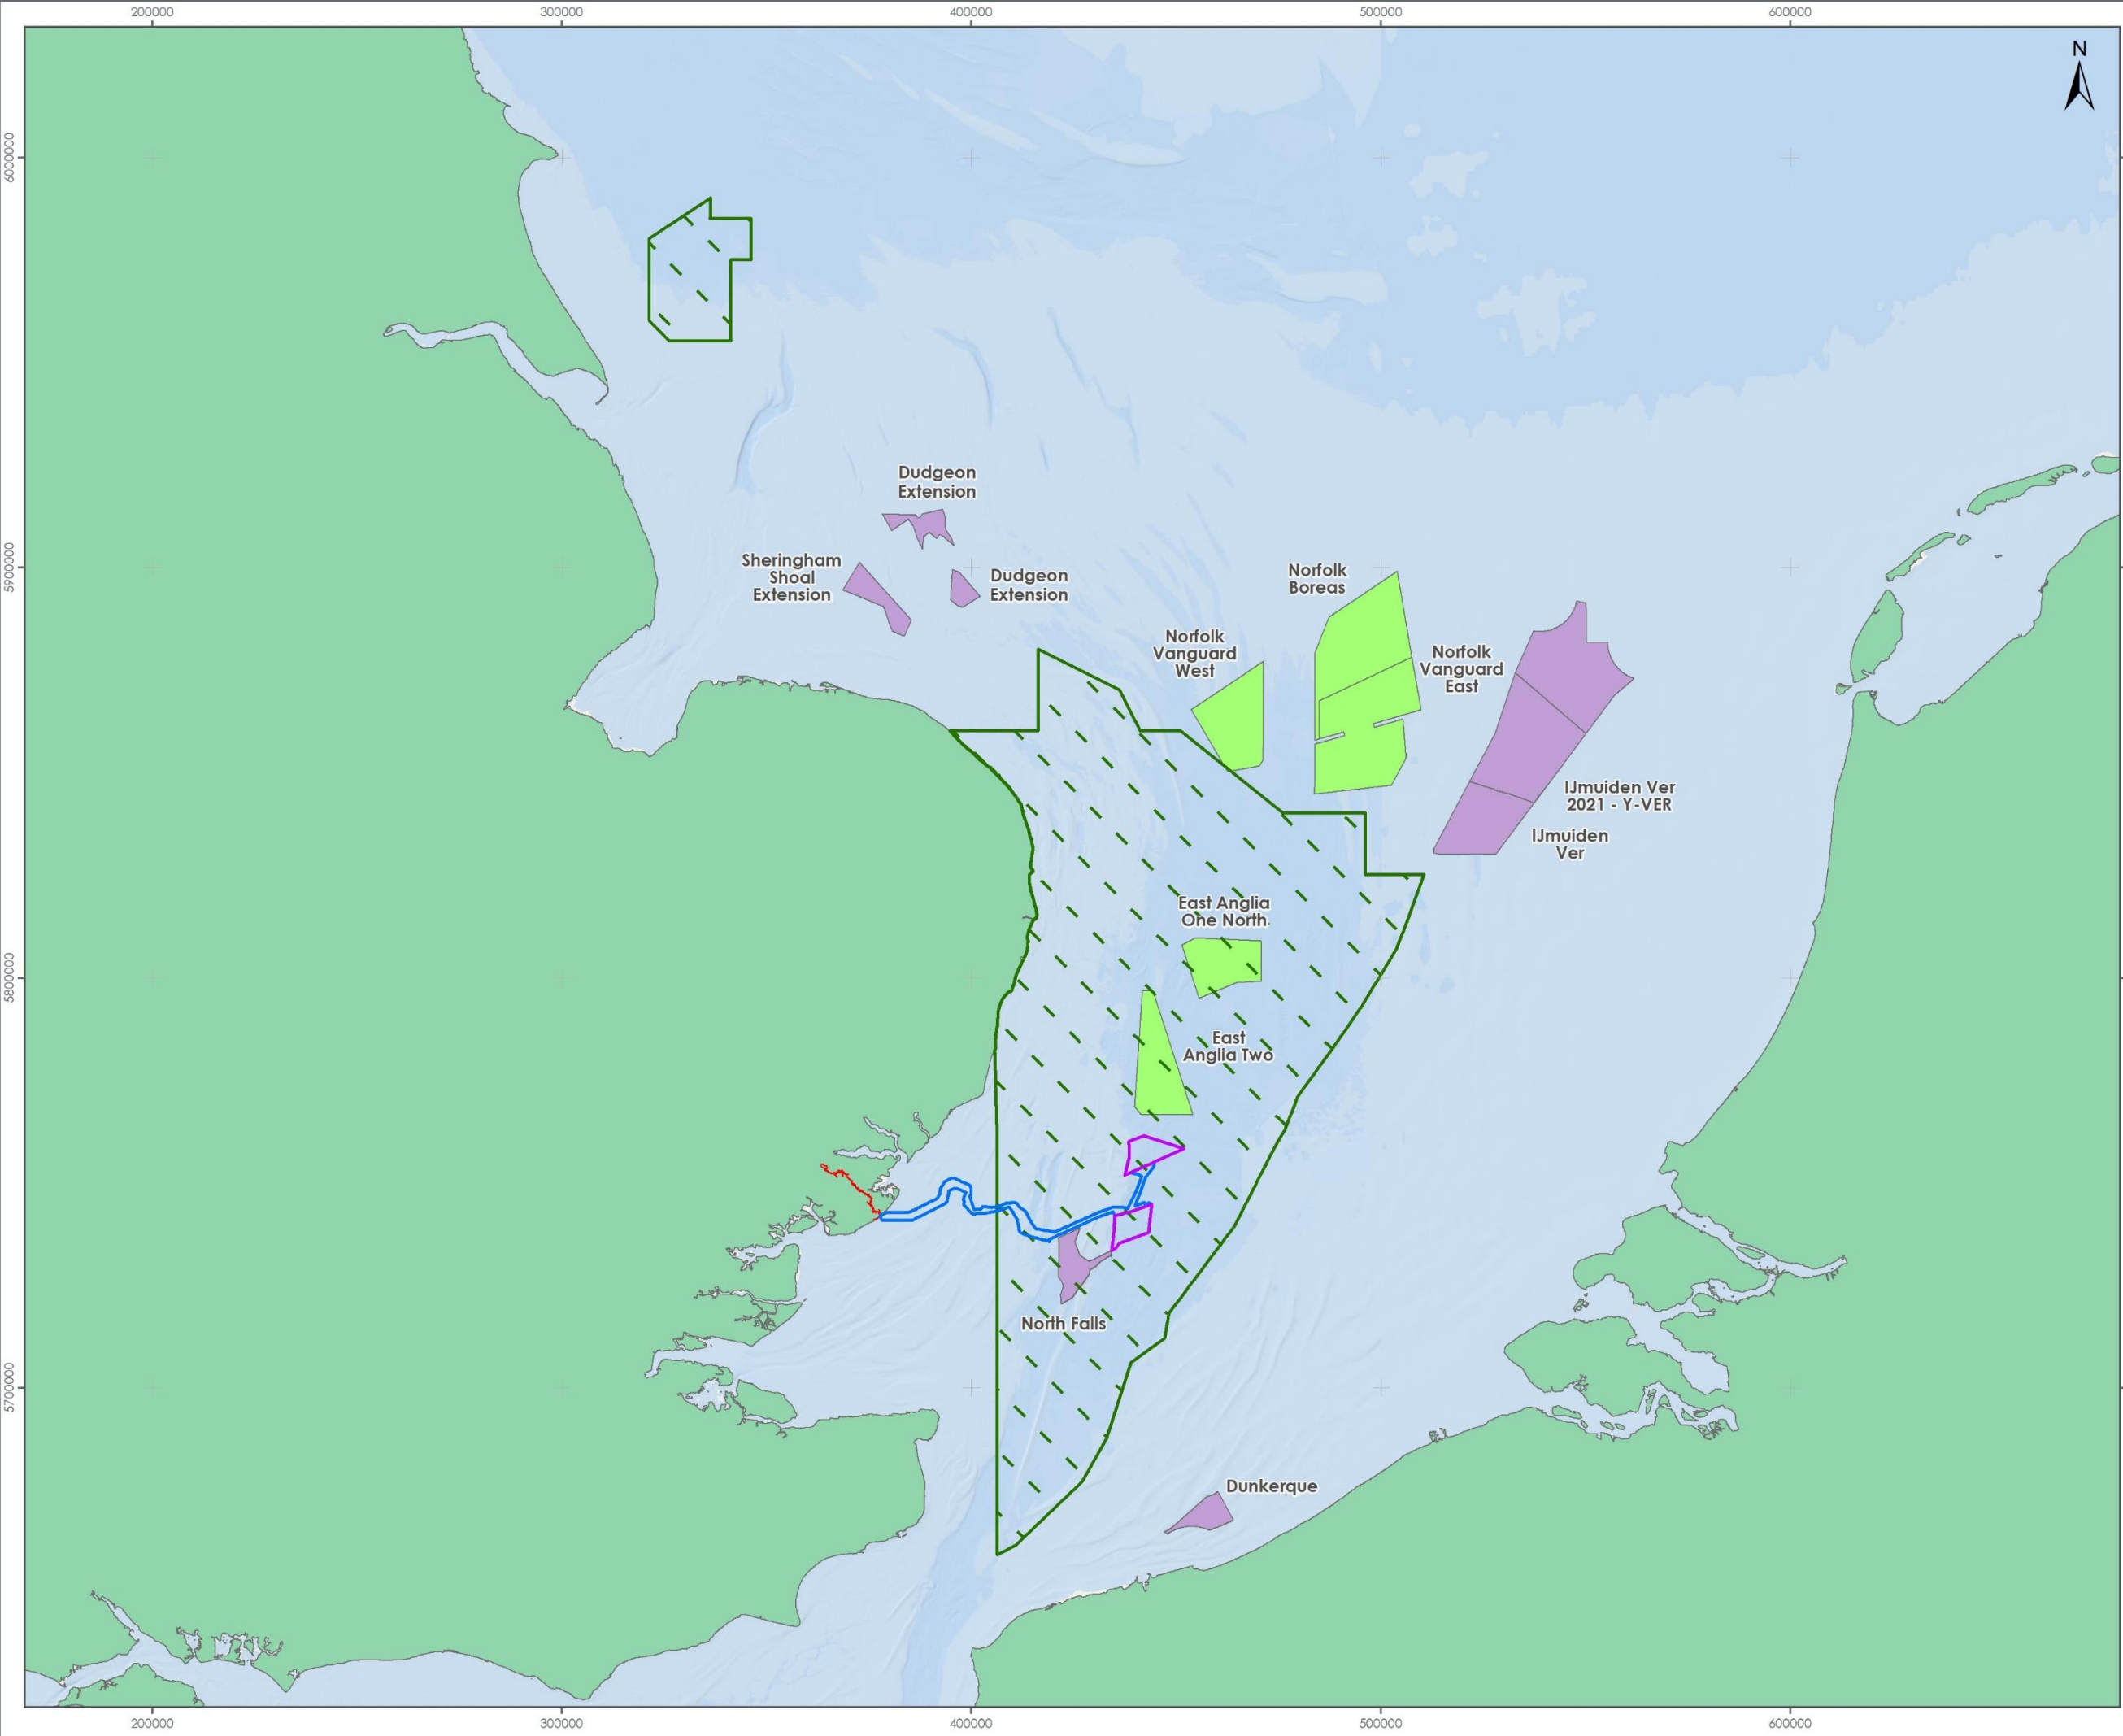 200000 300000 400000 500000 600000
N
6000000
Dudgeon
Extension
Sheringham
Shoal
Extension
Dudgeon
Extension
5900000
Norfolk
Boreas
Norfolk
Vanguard
West
Norfolk
Vanguard
East
IJmuiden Ver
2021 - Y-VER
IJmuiden
Ver
East Anglia
One North
5800000
East
Anglia Two
North Falls
5700000
Dunkerque
200000 300000 400000 500000 600000